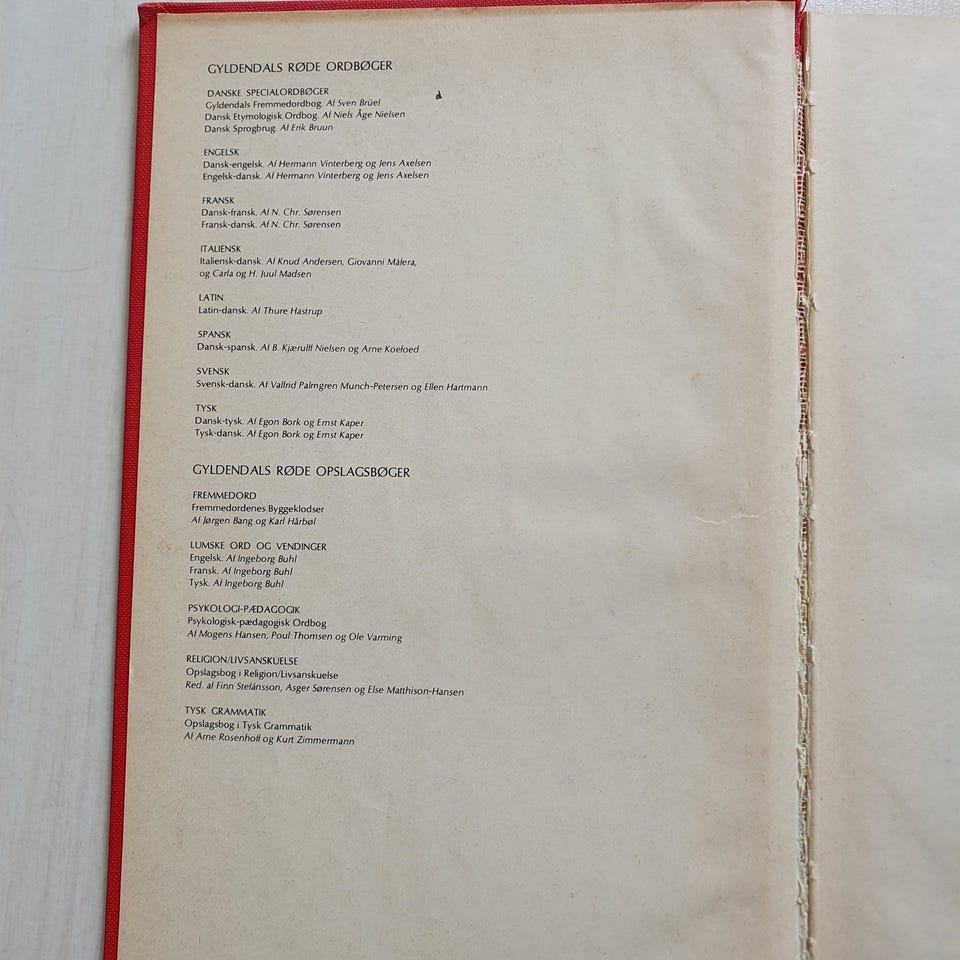 GYLDENDALS RØDE ORDBØGER
DANSKE SPECIALORDBØGER
Gyldendals Fremmedordbog. Af Sven Brüel
Dansk Etymologisk Ordbog. Af Niels Åge Nielsen
Dansk Sprogbrug. Af Erik Bruun
ENGELSK
Dansk-engelsk. Af Hermann Vinterberg og Jens Axelsen
Engelsk-dansk. Af Hermann Vinterberg og Jens Axelsen
FRANSK
Dansk-fransk. Af N. Chr. Sørensen
Fransk-dansk. Af N. Chr. Sørensen
ITALIENSK
Italiensk-dansk. Af Knud Andersen, Giovanni Máfera,
og Carla og H. Juul Madsen
LATIN
Latin-dansk. Af Thure Hastrup
SPANSK
Dansk-spansk. Af B. Kjærulff Nielsen og Arne Koefoed
SVENSK
Svensk-dansk. Af Valfrid Palmgren Munch-Petersen og Ellen Hartmann
TYSK
Dansk-tysk. Af Egon Bork og Ernst Kaper
Tysk-dansk. Af Egon Bork og Ernst Kaper
GYLDENDALS RØDE OPSLAGSBØGER
FREMMEDORD
Fremmedordenes Byggeklodser
Af Jørgen Bang og Karl Hårbøl
LUMSKE ORD OG VENDINGER
Engelsk. Af Ingeborg Buhl
Fransk. Af Ingeborg Buhl
Tysk. Af Ingeborg Buhl
PSYKOLOGI-PÆDAGOGIK
Psykologisk-pædagogisk Ordbog
Af Mogens Hansen, Poul Thomsen og Ole Varming
RELIGION/LIVSANSKUELSE
Opslagsbog i Religion/Livsanskuelse
Red. af Finn Stefánsson, Asger Sørensen og Else Matthison-Hansen
TYSK GRAMMATIK
Opslagsbog i Tysk Grammatik
Af Arne Rosenhoff og Kurt Zimmermann